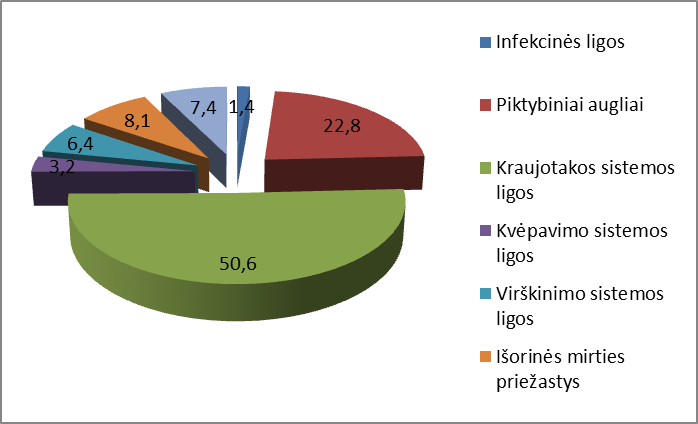 Infekcinės ligos
Piktybiniai augliai
Kraujotakos sistemos
ligos
Kvėpavimo sistemos
ligos
Virškinimo sistemos
ligos
Išorinės mirties
priežastys
1,4
22,8
50,6
3,2
6,4
8,1
7,4